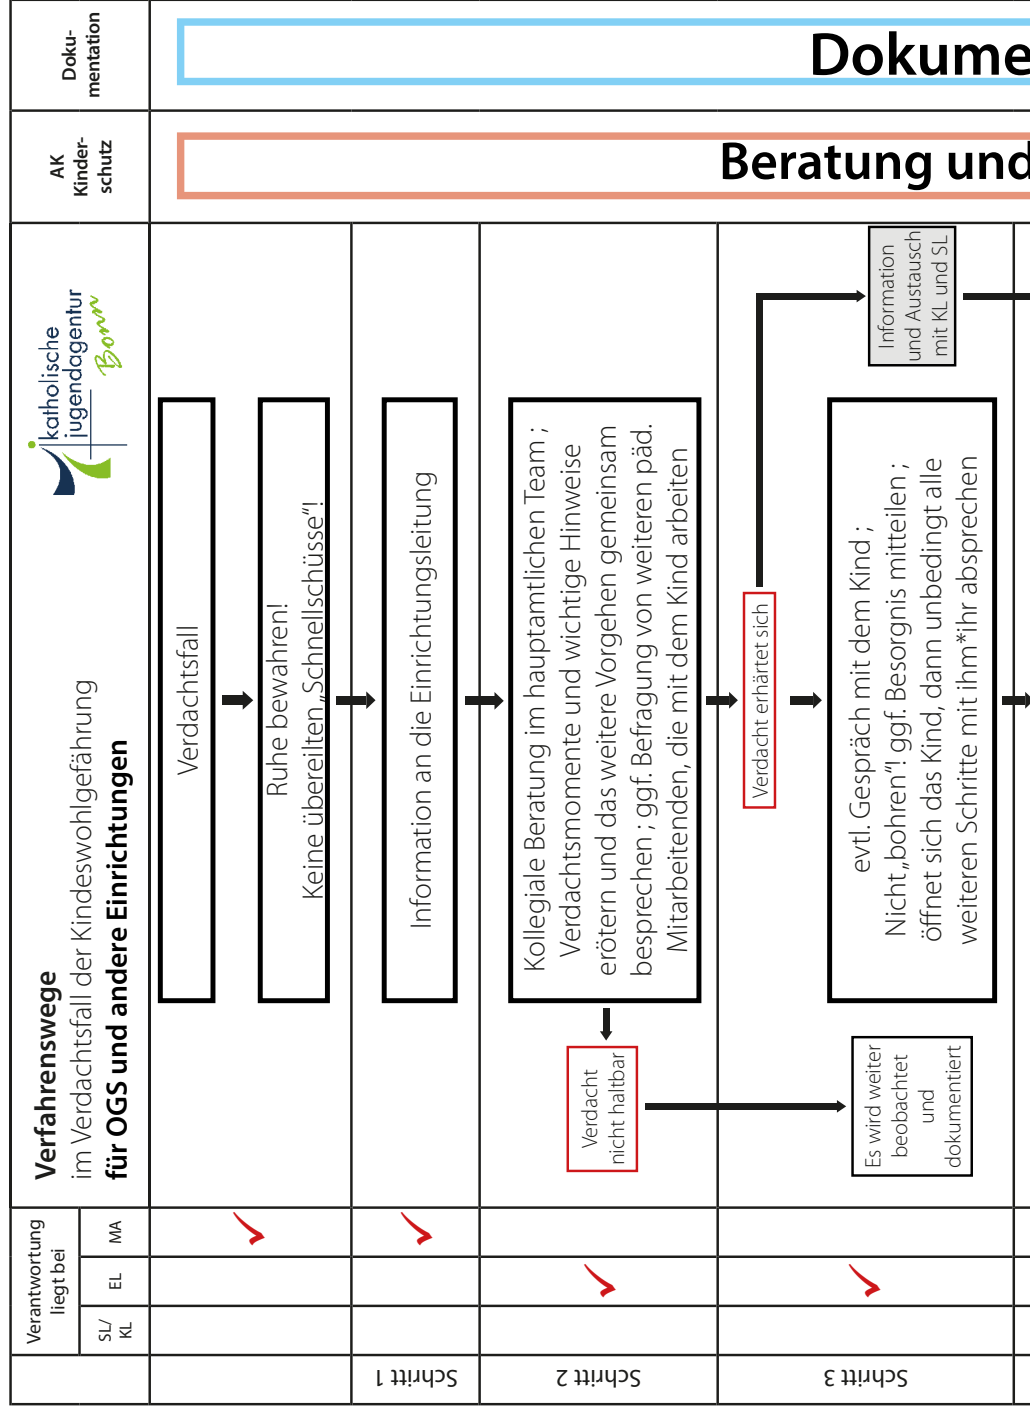 Verantwortung
liegt bei
SL/
KL
EL
MA
Verfahrenswege
im Verdachtsfall der Kindeswohlgefährung
für OGS und andere Einrichtungen
katholische
jugendagentur
Bonn
AK
Kinder-
schutz
Doku-
mentation
Verdachtsfall
Ruhe bewahren!
Keine übereilten „Schnellschüsse“!
Schritt 1
Information an die Einrichtungsleitung
Schritt 2
Verdacht
nicht haltbar
Kollegiale Beratung im hauptamtlichen Team ;
Verdachtsmomente und wichtige Hinweise
erötern und das weitere Vorgehen gemeinsam
besprechen ; ggf. Befragung von weiteren päd.
Mitarbeitenden, die mit dem Kind arbeiten
Schritt 3
Verdacht erhärtet sich
Es wird weiter
beobachtet
und
dokumentiert
evtl. Gespräch mit dem Kind ;
Nicht „bohren“! ggf. Besorgnis mitteilen ;
öffnet sich das Kind, dann unbedingt alle
weiteren Schritte mit ihm*ihr absprechen
Information
und Austausch
mit KL und SL
Beratung und
Dokume